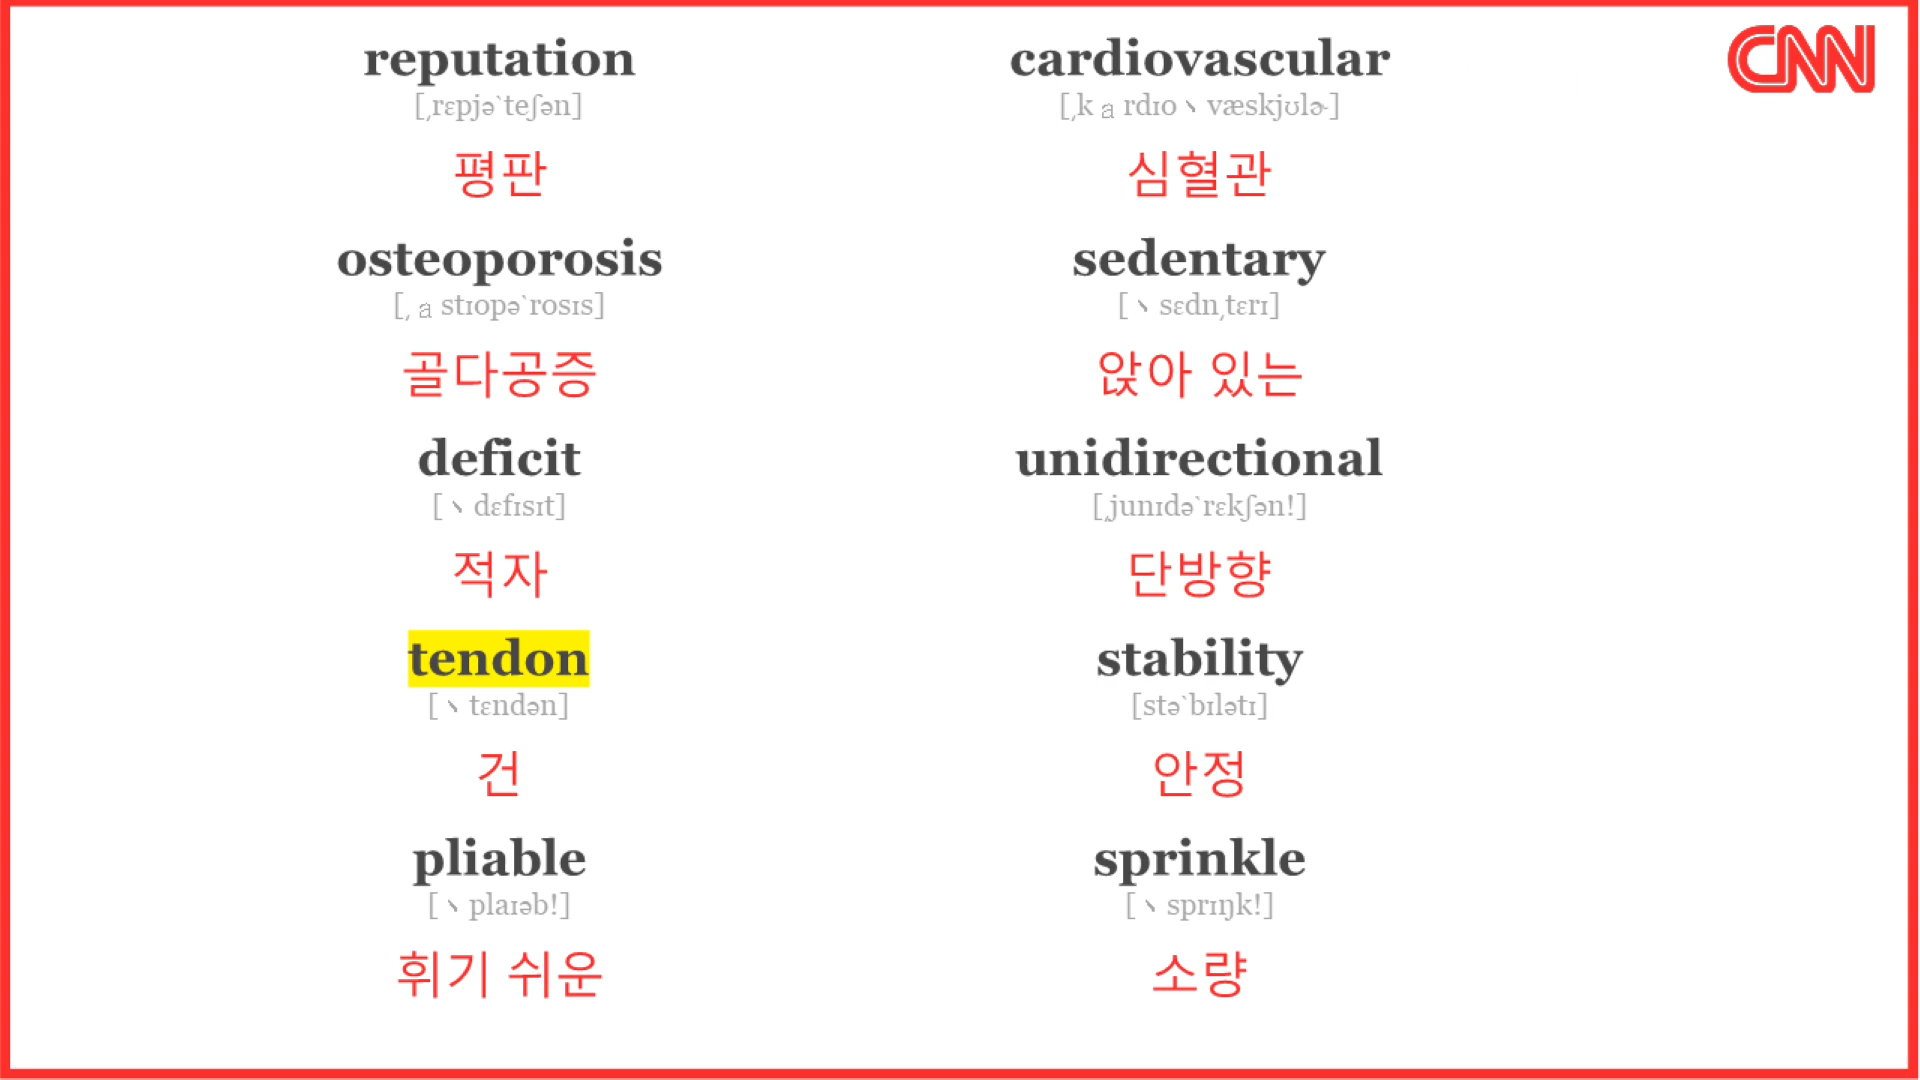 reputation
[ˌrɛpjəˋteʃən]
평판
osteoporosis
[ˌɑstɪopəˋrosɪs]
골다공증
deficit
[ˋdɛfɪsɪt]
적자
tendon
[ˋtɛndən]
건
pliable
[ˋplaɪəb!]
휘기 쉬운
cardiovascular
[ˌkɑrdɪoˋvæskjʊlɚ]
심혈관
sedentary
[ˋsɛdnˌtɛrɪ]
앉아 있는
unidirectional
[ˌjunɪdəˋrɛkʃən!]
단방향
stability
[stəˋbɪlətɪ]
안정
sprinkle
[ˋsprɪŋk!]
소량
CNN